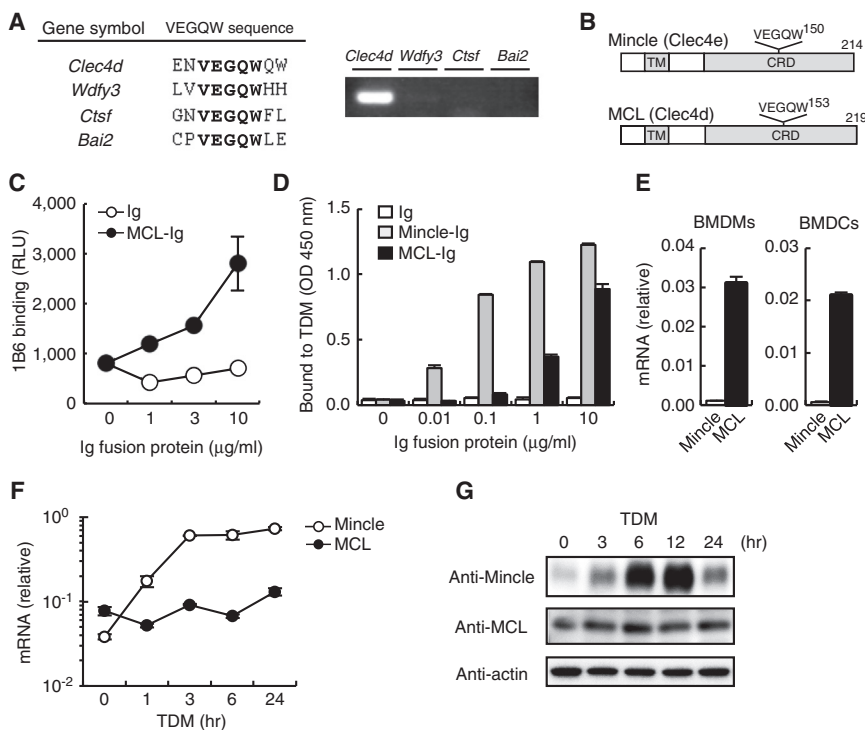 A
Gene symbol VEGQW sequence
Clec4d ENVEGQWQW
Wdfy3 LVVEGQWHH
Ctsf GNVEGQWFL
Bai2 CPVEGQWLE
Clec4d Wdfy3 Ctsf Bai2
B
Mincle (Clec4e) VEGQW150 214
TM CRD
MCL (Clec4d) VEGQW153 219
TM CRD
C
1B6 binding (RLU)
4,000
3,000
2,000
1,000
0
Ig
MCL-Ig
0 1 3 10
Ig fusion protein (μg/ml)
D
Bound to TDM (OD 450 nm)
1.5
1.0
0.5
0.0
Ig
Mincle-Ig
MCL-Ig
0 0.01 0.1 1 10
Ig fusion protein (μg/ml)
E
BMDMs
mRNA (relative)
0.04
0.03
0.02
0.01
0.00
Mincle MCL
BMDCs
0.03
0.02
0.01
0.00
Mincle MCL
F
mRNA (relative)
10⁰
10⁻¹
10⁻²
Mincle
MCL
0 1 3 6 24
TDM (hr)
G
TDM
0 3 6 12 24 (hr)
Anti-Mincle
Anti-MCL
Anti-actin